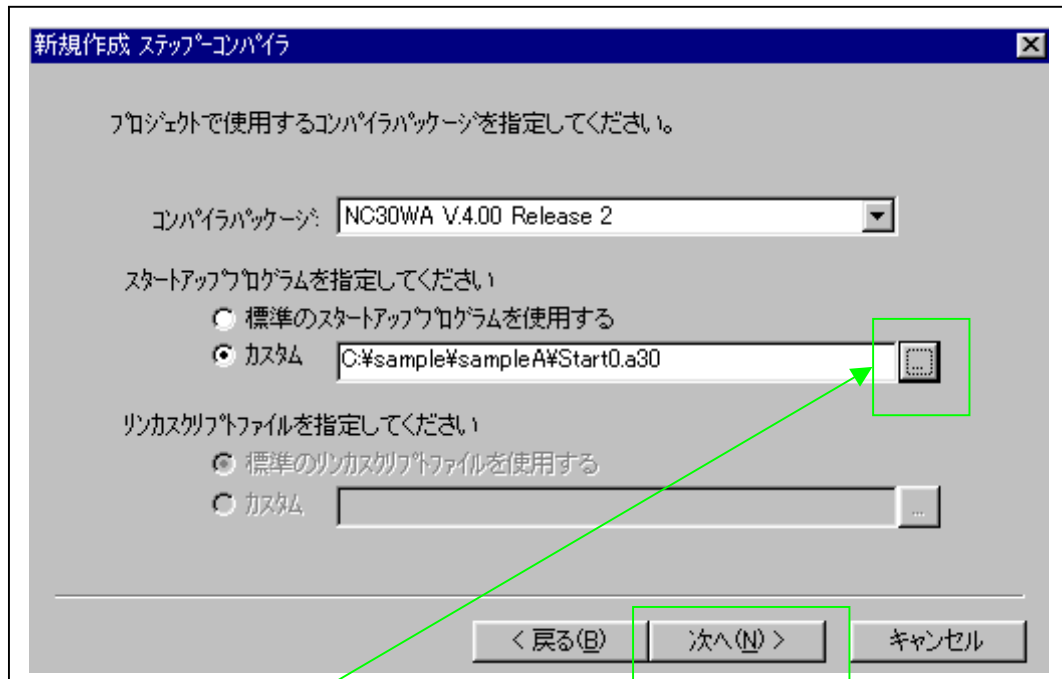 新規作成 ステップ-コンパイラ
プロジェクトで使用するコンパイラパッケージを指定してください。
コンパイラパッケージ: NC30WA V.4.00 Release 2
スタートアッププログラムを指定してください
標準のスタートアッププログラムを使用する
カスタム C:¥sample¥sampleA¥Start0.a30 ...
リンカスクリプトファイルを指定してください
標準のリンカスクリプトファイルを使用する
カスタム ...
< 戻る(B) 次へ(N) > キャンセル